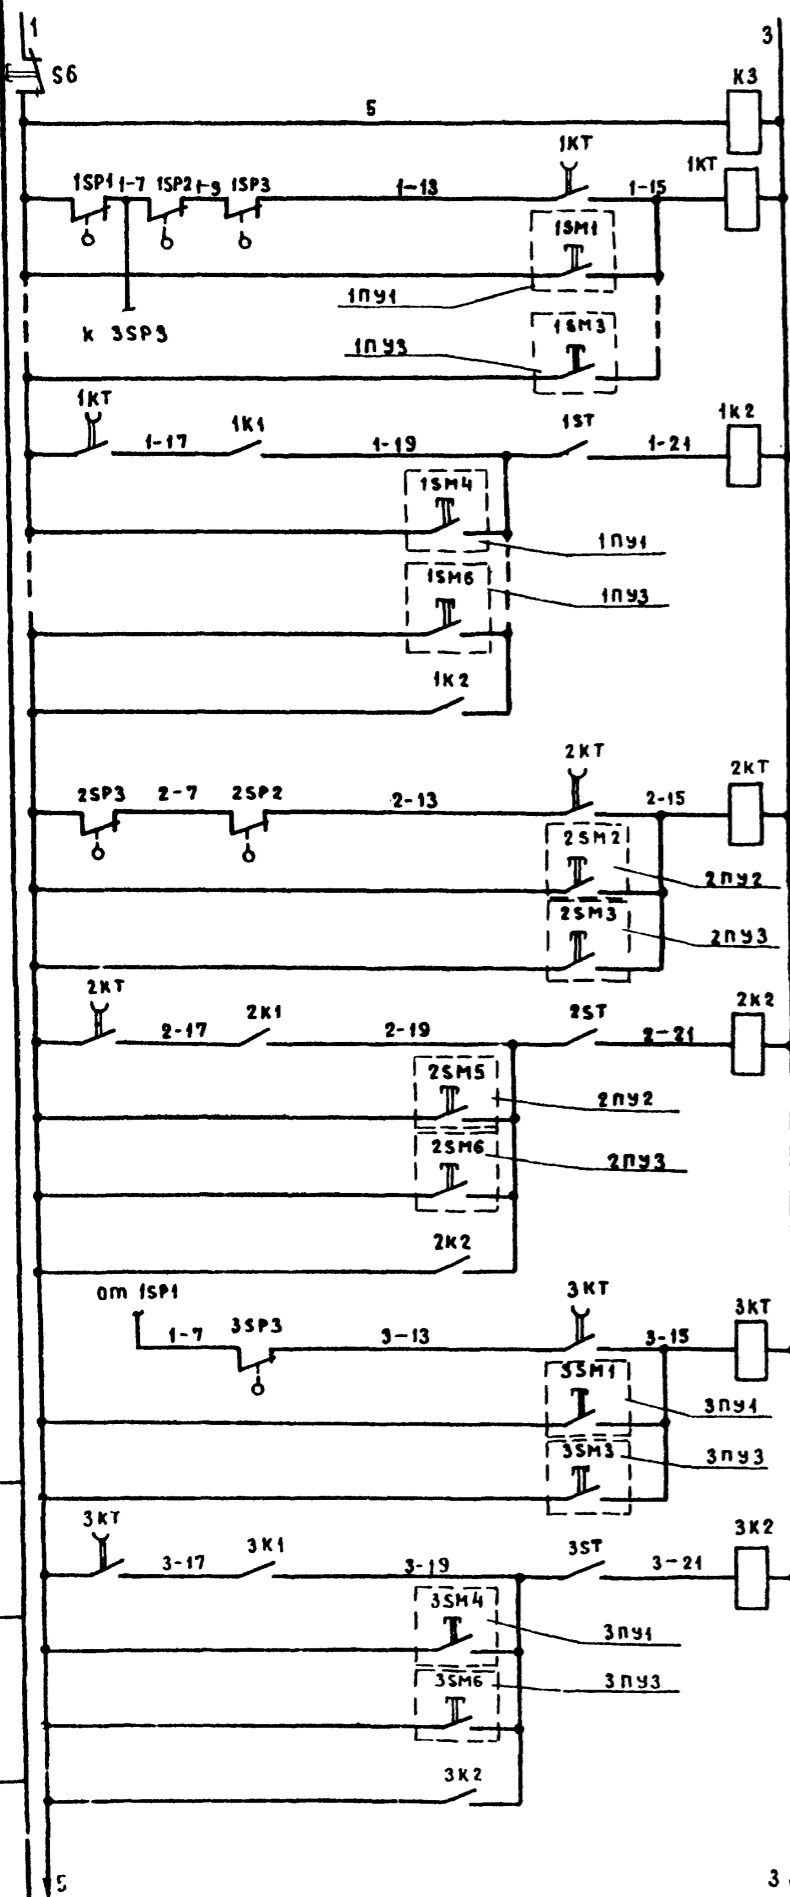 1
3
S6
K3
5
1KT
1SP1 1-7 1SP2 1-9 1SP3
1-13
1-15
1KT
1SM1
1ПУ1
к 3SP3
1SM3
1ПУ3
1KT
1-17
1K1
1-19
1ST
1-21
1K2
1SM4
1ПУ1
1SM6
1ПУ3
1K2
2KT
2SP3 2-7 2SP2
2-13
2-15
2KT
2SM2
2ПУ2
2SM3
2ПУ3
2KT
2-17
2K1
2-19
2ST
2-21
2K2
2SM5
2ПУ2
2SM6
2ПУ3
2K2
от 1SP1
3KT
1-7
3SP3
3-13
3-15
3KT
3SM1
3ПУ1
3SM3
3ПУ3
3KT
3-17
3K1
3-19
3ST
3-21
3K2
3SM4
3ПУ1
3SM6
3ПУ3
3K2
5
3